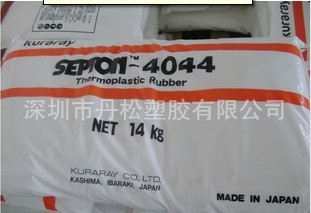 kuraray
kuraray
SEPTON™-4044
Thermoplastic Rubber
深圳市丹松塑胶有限公司
NET 14 kg
KURARAY CO., LTD.
KASHIMA, IBARAKI, JAPAN
MADE IN JAPAN